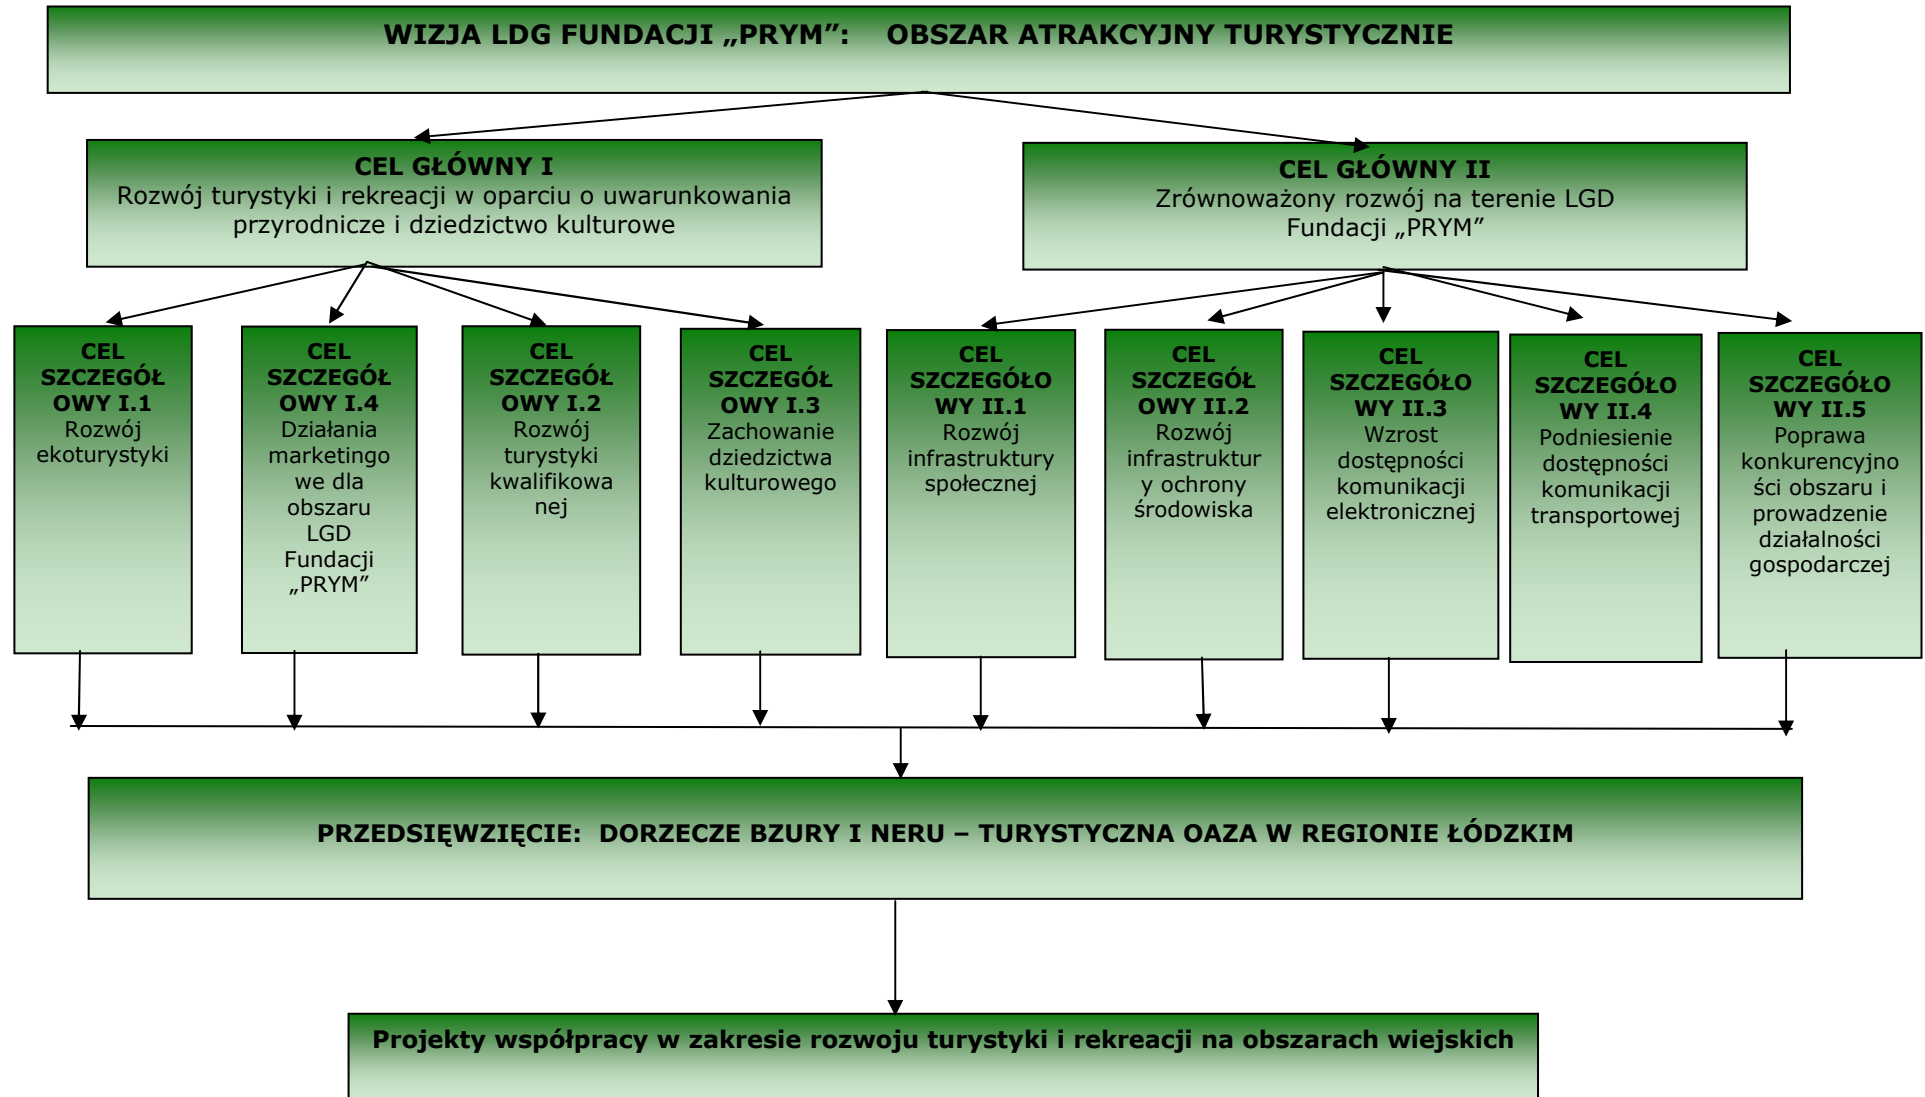 WIZJA LDG FUNDACJI „PRYM”: OBSZAR ATRAKCYJNY TURYSTYCZNIE
CEL GŁÓWNY I
Rozwój turystyki i rekreacji w oparciu o uwarunkowania
przyrodnicze i dziedzictwo kulturowe
CEL GŁÓWNY II
Zrównoważony rozwój na terenie LGD
Fundacji „PRYM”
CEL
SZCZEGÓŁ
OWY I.1
Rozwój
ekoturystyki
CEL
SZCZEGÓŁ
OWY I.4
Działania
marketingo
we dla
obszaru
LGD
Fundacji
„PRYM”
CEL
SZCZEGÓŁ
OWY I.2
Rozwój
turystyki
kwalifikowa
nej
CEL
SZCZEGÓŁ
OWY I.3
Zachowanie
dziedzictwa
kulturowego
CEL
SZCZEGÓŁO
WY II.1
Rozwój
infrastruktury
społecznej
CEL
SZCZEGÓŁ
OWY II.2
Rozwój
infrastruktur
y ochrony
środowiska
CEL
SZCZEGÓŁO
WY II.3
Wzrost
dostępności
komunikacji
elektronicznej
CEL
SZCZEGÓŁO
WY II.4
Podniesienie
dostępności
komunikacji
transportowej
CEL
SZCZEGÓŁO
WY II.5
Poprawa
konkurencyjno
ści obszaru i
prowadzenie
działalności
gospodarczej
PRZEDSIĘWZIĘCIE: DORZECZE BZURY I NERU – TURYSTYCZNA OAZA W REGIONIE ŁÓDZKIM
Projekty współpracy w zakresie rozwoju turystyki i rekreacji na obszarach wiejskich